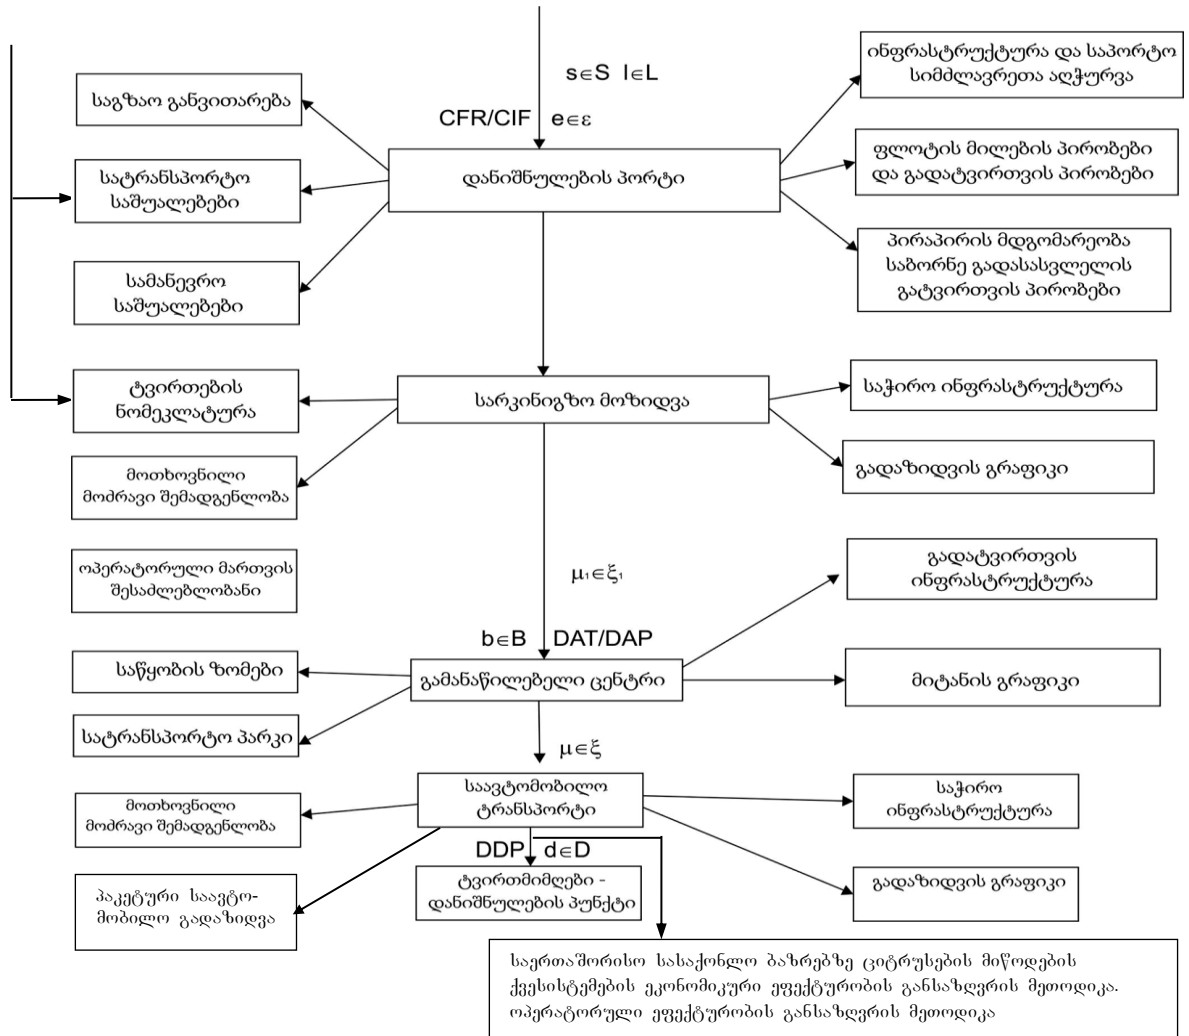 s∈S l∈L
CFR/CIF e∈ε
ინფრასტრუქტურა და საპორტო
სიმძლავრეთა აღჭურვა
საგზაო განვითარება
ფლოტის მილების პირობები
და გადატვირთვის პირობები
დანიშნულების პორტი
სატრანსპორტო
საშუალებები
პირაპირის მდგომარეობა
საბორნე გადასასვლელის
გატვირთვის პირობები
სამანევრო
საშუალებები
ტვირთების
ნომეკლატურა
სარკინიგზო მოზიდვა
საჭირო ინფრასტრუქტურა
მოთხოვნილი
მოძრავი შემადგენლობა
გადაზიდვის გრაფიკი
ოპერატორული მართვის
შესაძლებლობანი
გადატვირთვის
ინფრასტრუქტურა
μ₁∈ξ₁
b∈B DAT/DAP
საწყობის ზომები
გამანაწილებელი ცენტრი
მიტანის გრაფიკი
სატრანსპორტო პარკი
μ∈ξ
საავტომობილო
ტრანსპორტი
მოთხოვნილი
მოძრავი შემადგენლობა
საჭირო
ინფრასტრუქტურა
DDP d∈D
ტვირთმიმღები -
დანიშნულების პუნქტი
პაკეტური საავტო-
მობილო გადაზიდვა
გადაზიდვის გრაფიკი
საერთაშორისო სასაქონლო ბაზრებზე ციტრუსების მიწოდების
ქვესისტემების ეკონომიკური ეფექტურობის განსაზღვრის მეთოდიკა.
ოპერატორული ეფექტურობის განსაზღვრის მეთოდიკა